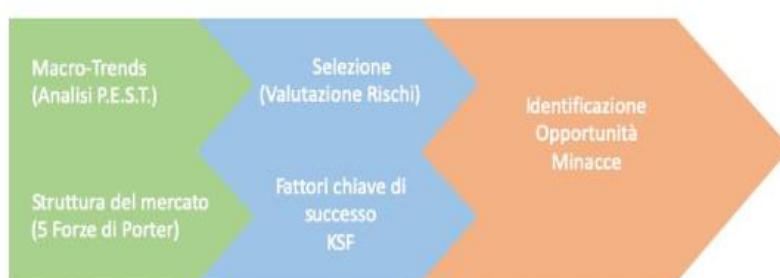 Macro-Trends
(Analisi P.E.S.T.)
Struttura del mercato
(5 Forze di Porter)
Selezione
(Valutazione Rischi)
Fattori chiave di
successo
KSF
Identificazione
Opportunità
Minacce